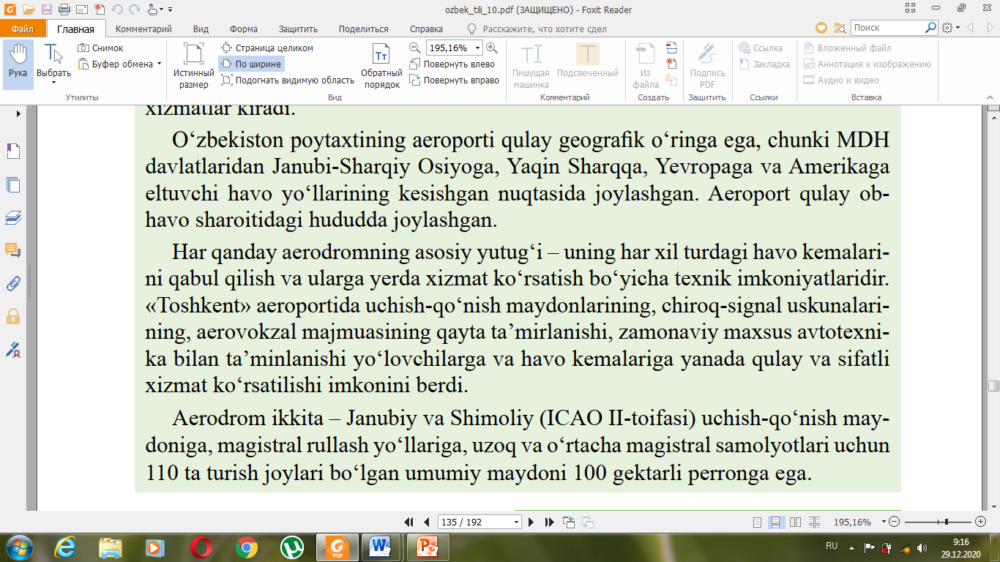 ozbek_tili_10.pdf (ЗАЩИЩЕНО) - Foxit Reader
Файл Главная Комментарий Вид Форма Защитить Поделиться Справка Расскажите, что хотите сдел Поиск
Рука
Выбрать
Снимок
Буфер обмена
Утилиты
Истинный размер
Страница целиком
По ширине
Подогнать видимую область
Обратный порядок
195,16%
Повернуть влево
Повернуть вправо
Вид
Пишущая машинка
Подсвеченный
Комментарий
Из файла
Создать
Подпись PDF
Защитить
Ссылка
Закладка
Ссылки
Вложенный файл
Аннотация к изображению
Аудио и видео
Вставка
xizmatlar kiradi.
O‘zbekiston poytaxtining aeroporti qulay geografik o‘ringa ega, chunki MDH
davlatlaridan Janubi-Sharqiy Osiyoga, Yaqin Sharqqa, Yevropaga va Amerikaga
eltuvchi havo yo‘llarining kesishgan nuqtasida joylashgan. Aeroport qulay ob-
havo sharoitidagi hududda joylashgan.
Har qanday aerodromning asosiy yutug‘i – uning har xil turdagi havo kemalari-
ni qabul qilish va ularga yerda xizmat ko‘rsatish bo‘yicha texnik imkoniyatlaridir.
«Toshkent» aeroportida uchish-qo‘nish maydonlarining, chiroq-signal uskunalari-
ning, aerovokzal majmuasining qayta ta’mirlanishi, zamonaviy maxsus avtotexni-
ka bilan ta’minlanishi yo‘lovchilarga va havo kemalariga yanada qulay va sifatli
xizmat ko‘rsatilishi imkonini berdi.
Aerodrom ikkita – Janubiy va Shimoliy (ICAO II-toifasi) uchish-qo‘nish may-
doniga, magistral rullash yo‘llariga, uzoq va o‘rtacha magistral samolyotlari uchun
110 ta turish joylari bo‘lgan umumiy maydoni 100 gektarli perronga ega.
135 / 192 195,16%
PDF RU 9:16
29.12.2020